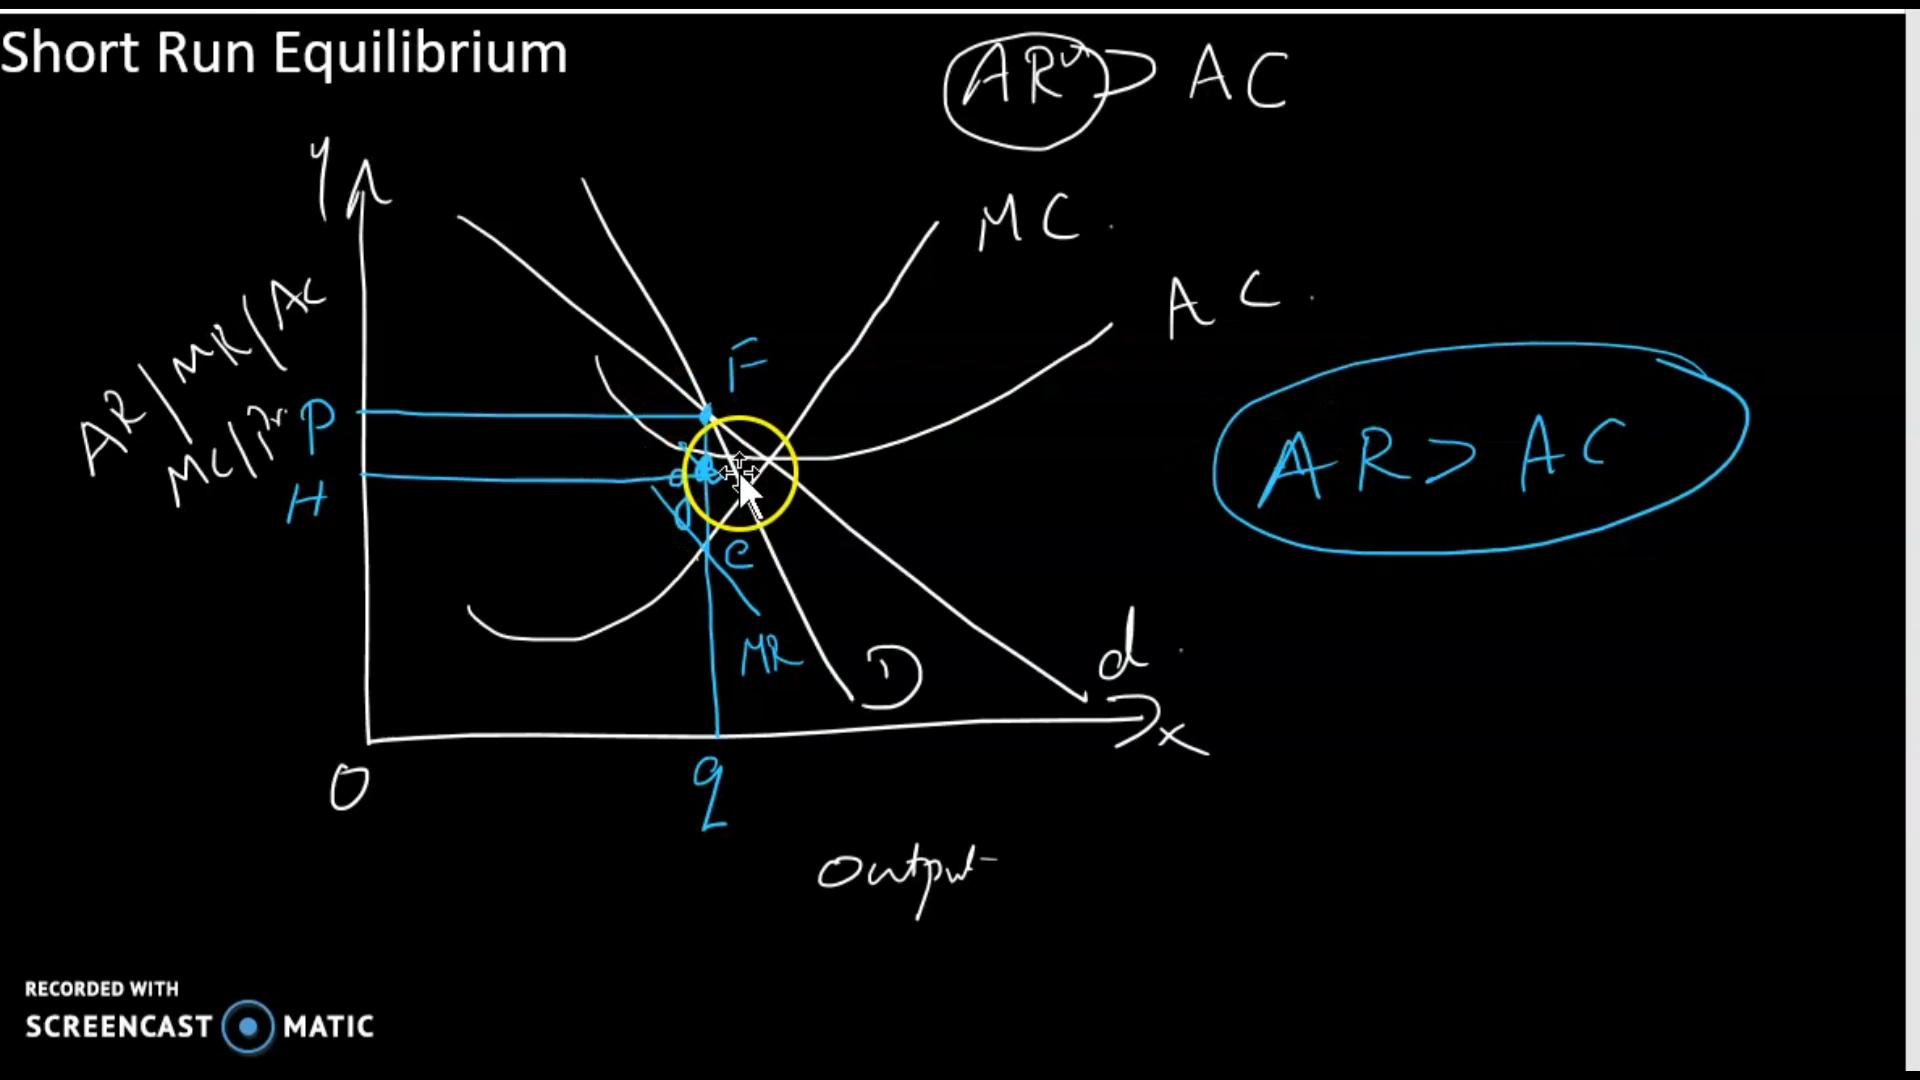 Short Run Equilibrium
AR > AC
y
MC.
AC.
AR/MR/AC
MC/Pr.
F
P
H
AR > AC
e
MR
D
d
x
O
q
Output
RECORDED WITH
SCREENCAST MATIC